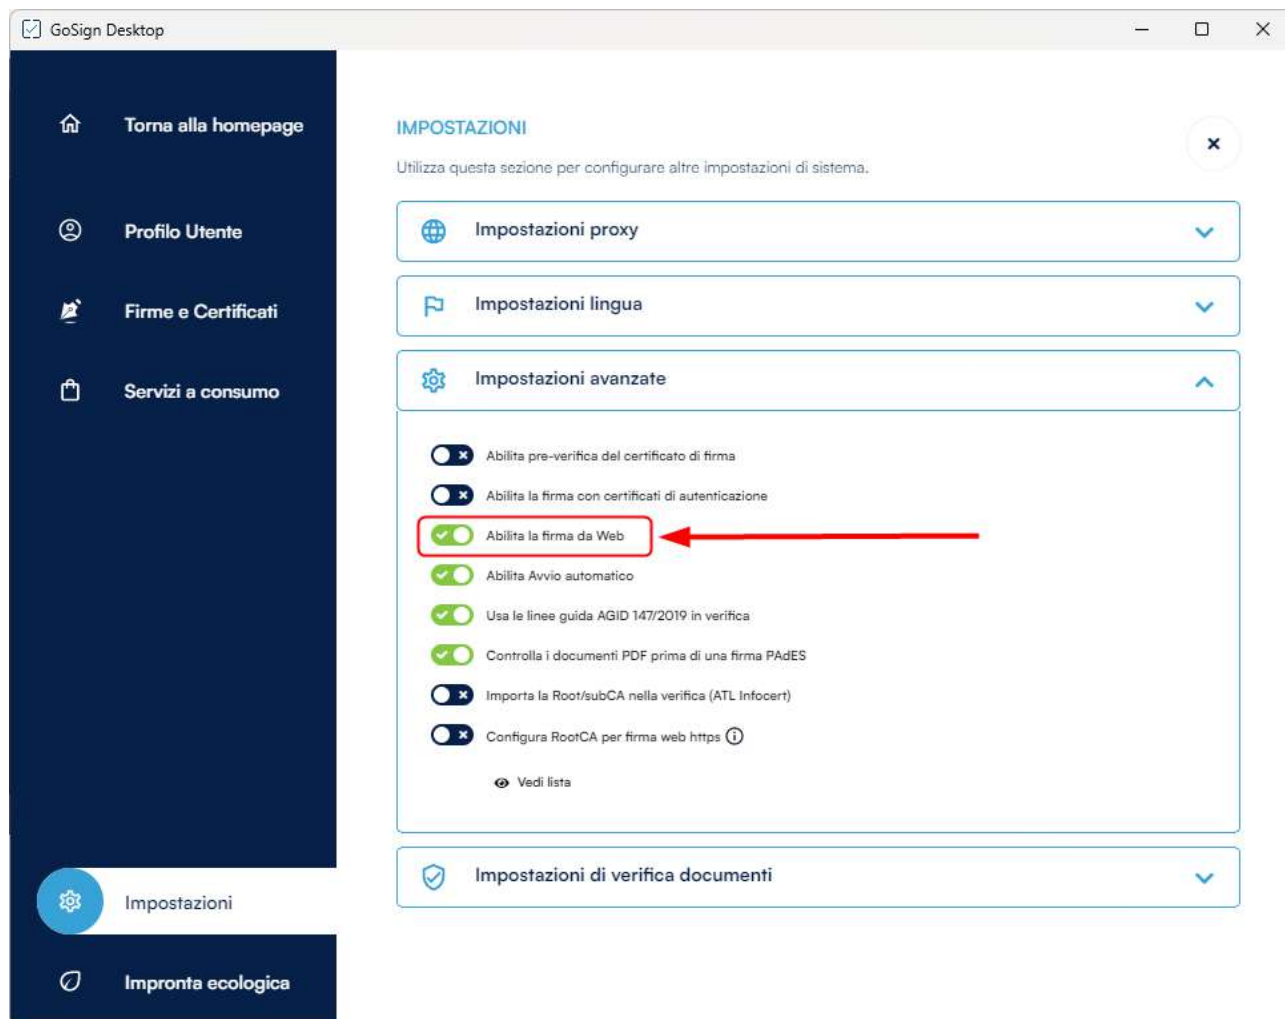 GoSign Desktop
Torna alla homepage
Profilo Utente
Firme e Certificati
Servizi a consumo
Impostazioni
Impronta ecologica
IMPOSTAZIONI
Utilizza questa sezione per configurare altre impostazioni di sistema.
Impostazioni proxy
Impostazioni lingua
Impostazioni avanzate
Abilita pre-verifica del certificato di firma
Abilita la firma con certificati di autenticazione
Abilita la firma da Web
Abilita Avvio automatico
Usa le linee guida AGID 147/2019 in verifica
Controlla i documenti PDF prima di una firma PAdES
Importa la Root/subCA nella verifica (ATL Infocert)
Configura RootCA per firma web https
Vedi lista
Impostazioni di verifica documenti